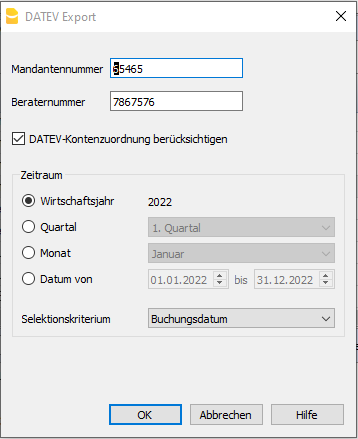 DATEV Export
Mandantennummer 55465
Beraternummer 7867576
DATEV-Kontenzuordnung berücksichtigen
Zeitraum
Wirtschaftsjahr 2022
Quartal 1. Quartal
Monat Januar
Datum von 01.01.2022 bis 31.12.2022
Selektionskriterium Buchungsdatum
OK Abbrechen Hilfe